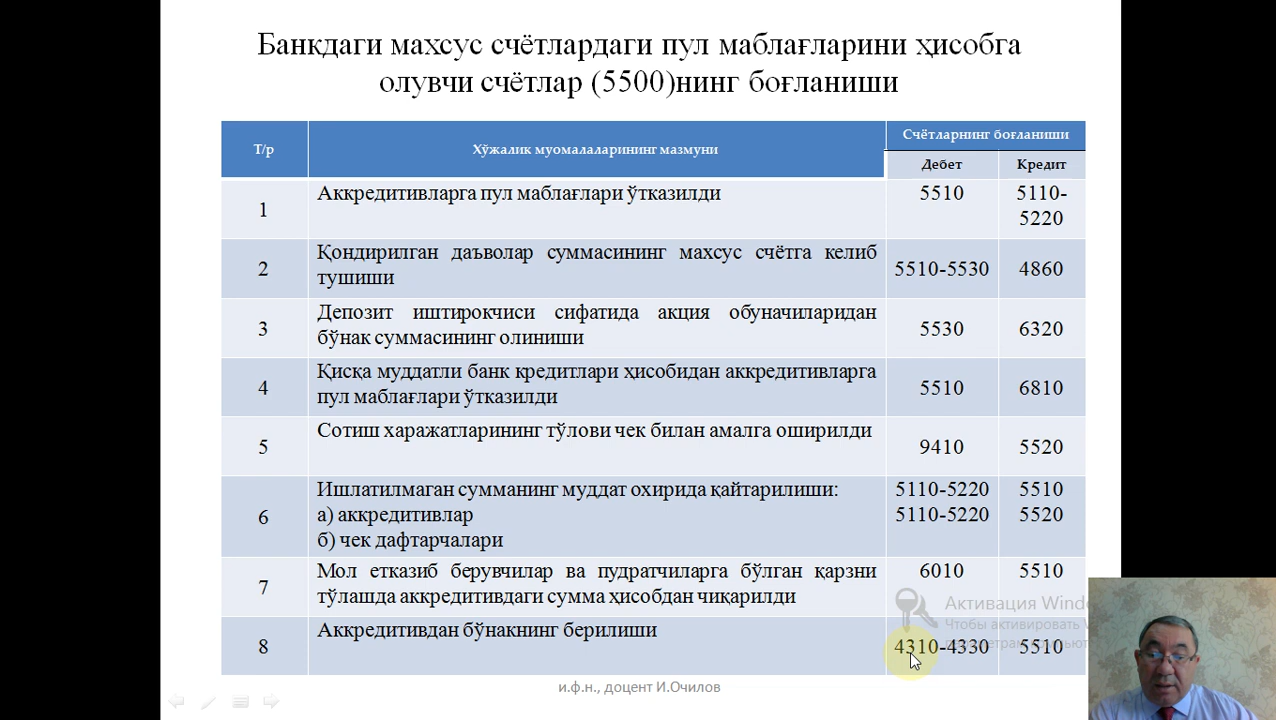 Банкдаги махсус счётлардаги пул маблағларини ҳисобга
олувчи счётлар (5500)нинг боғланиши
Т/р
Хўжалик муомалаларининг мазмуни
Счётларнинг боғланиши
Дебет
Кредит
1
Аккредитивларга пул маблағлари ўтказилди
5510
5110-
5220
2
Қондирилган даъволар суммасининг махсус счётга келиб
тушиши
5510-5530
4860
3
Депозит иштирокчиси сифатида акция обуначиларидан
бўнак суммасининг олиниши
5530
6320
4
Қисқа муддатли банк кредитлари ҳисобидан аккредитивларга
пул маблағлари ўтказилди
5510
6810
5
Сотиш харажатларининг тўлови чек билан амалга оширилди
9410
5520
6
Ишлатилмаган сумманинг муддат охирида қайтарилиши:
а) аккредитивлар
б) чек дафтарчалари
5110-5220
5110-5220
5510
5520
7
Мол етказиб берувчилар ва пудратчиларга бўлган қарзни
тўлашда аккредитивдаги сумма ҳисобдан чиқарилди
6010
5510
8
Аккредитивдан бўнакнинг берилиши
4310-4330
5510
Активация Windo
Чтобы активировать
и.ф.н., доцент И.Очилов